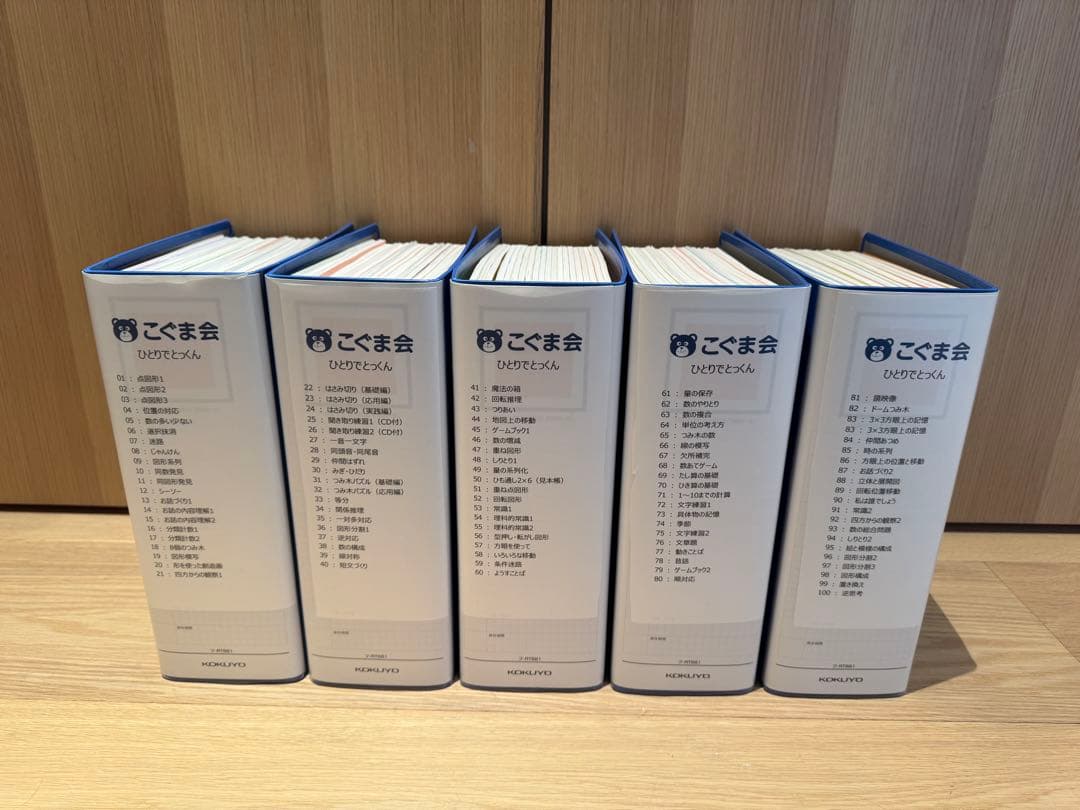 こぐま会
ひとりでとっくん
01 : 点図形1
02 : 点図形2
03 : 点図形3
04 : 位置の対応
05 : 数の多い少ない
06 : 選択抹消
07 : 迷路
08 : じゃんけん
09 : 図形系列
10 : 同数発見
11 : 同図形発見
12 : シーソー
13 : お話づくり1
14 : お話の内容理解1
15 : お話の内容理解2
16 : 分類計数1
17 : 分類計数2
18 : 8個のつみ木
19 : 図形模写
20 : 形を使った創造画
21 : 四方からの観察1
KOKUYO
こぐま会
ひとりでとっくん
22 : はさみ切り（基礎編）
23 : はさみ切り（応用編）
24 : はさみ切り（実践編）
25 : 聞き取り練習1（CD付）
26 : 聞き取り練習2（CD付）
27 : 一音一文字
28 : 同頭音・同尾音
29 : 仲間はずれ
30 : みぎ・ひだり
31 : つみ木パズル（基礎編）
32 : つみ木パズル（応用編）
33 : 等分
34 : 関係推理
35 : 一対多対応
36 : 図形分割1
37 : 逆対応
38 : 数の構成
39 : 線対称
40 : 短文づくり
KOKUYO
こぐま会
ひとりでとっくん
41 : 魔法の箱
42 : 回転推理
43 : つりあい
44 : 地図上の移動
45 : ゲームブック1
46 : 数の増減
47 : 重ね図形
48 : しりとり1
49 : 量の系列化
50 : ひも通し2×6（見本帳）
51 : 重ね点図形
52 : 回転図形
53 : 常識1
54 : 理科的常識1
55 : 理科的常識2
56 : 型押し・転がし図形
57 : 方眼を使って
58 : いろいろな移動
59 : 条件迷路
60 : ようすことば
KOKUYO
こぐま会
ひとりでとっくん
61 : 量の保存
62 : 数のやりとり
63 : 数の複合
64 : 単位の考え方
65 : つみ木の数
66 : 線の模写
67 : 欠所補完
68 : 数あてゲーム
69 : たし算の基礎
70 : ひき算の基礎
71 : 1～10までの計算
72 : 文字練習1
73 : 具体物の記憶
74 : 季節
75 : 文字練習2
76 : 文章題
77 : 動きことば
78 : 昔話
79 : ゲームブック2
80 : 順対応
KOKUYO
こぐま会
ひとりでとっくん
81 : 鏡映像
82 : ドームつみ木
83 : 3×3方眼上の記憶
83 : 3×3方眼上の記憶
84 : 仲間あつめ
85 : 時の系列
86 : 方眼上の位置と移動
87 : お話づくり2
88 : 立体と展開図
89 : 回転位置移動
90 : 私は誰でしょう
91 : 常識2
92 : 四方からの観察2
93 : 数の総合問題
94 : しりとり2
95 : 絵と模様の構成
96 : 図形分割2
97 : 図形分割3
98 : 図形構成
99 : 置き換え
100 : 逆思考
KOKUYO